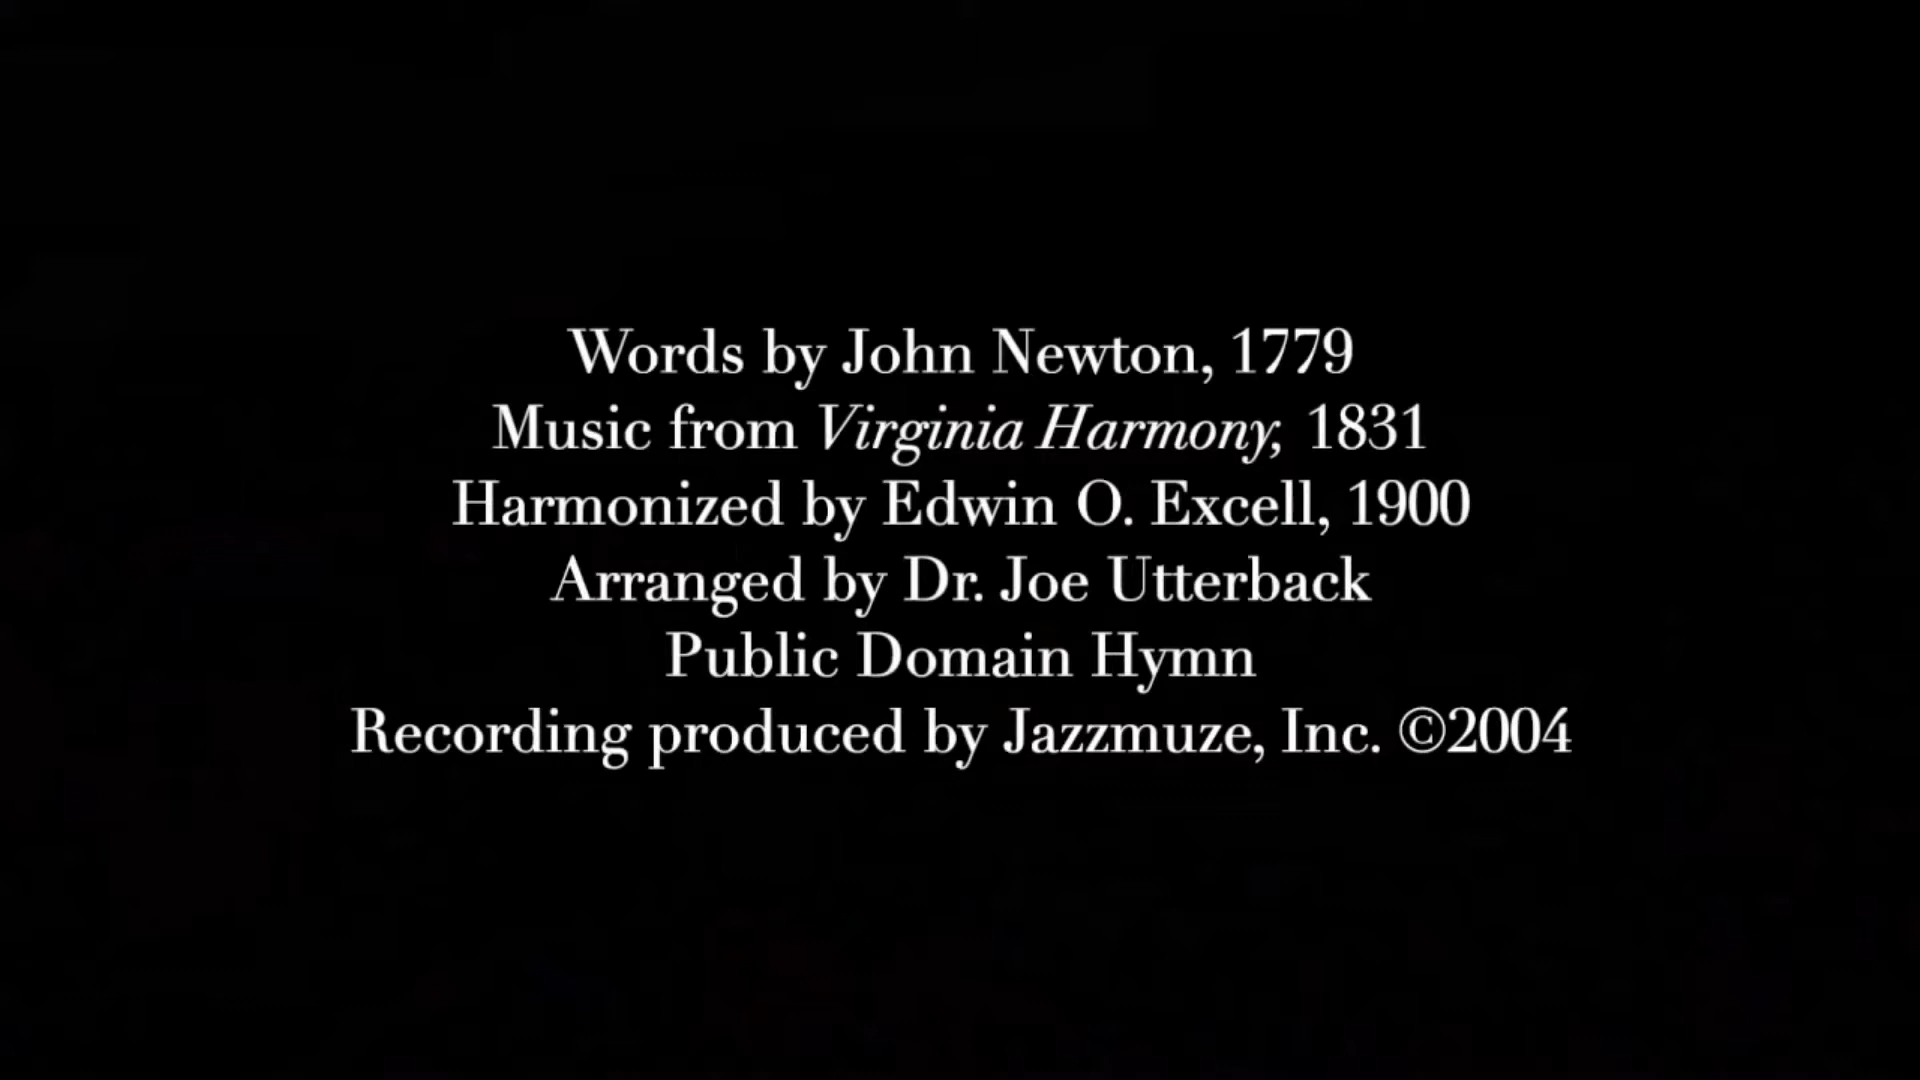 Words by John Newton, 1779
Music from Virginia Harmony, 1831
Harmonized by Edwin O. Excell, 1900
Arranged by Dr. Joe Utterback
Public Domain Hymn
Recording produced by Jazzmuze, Inc. ©2004